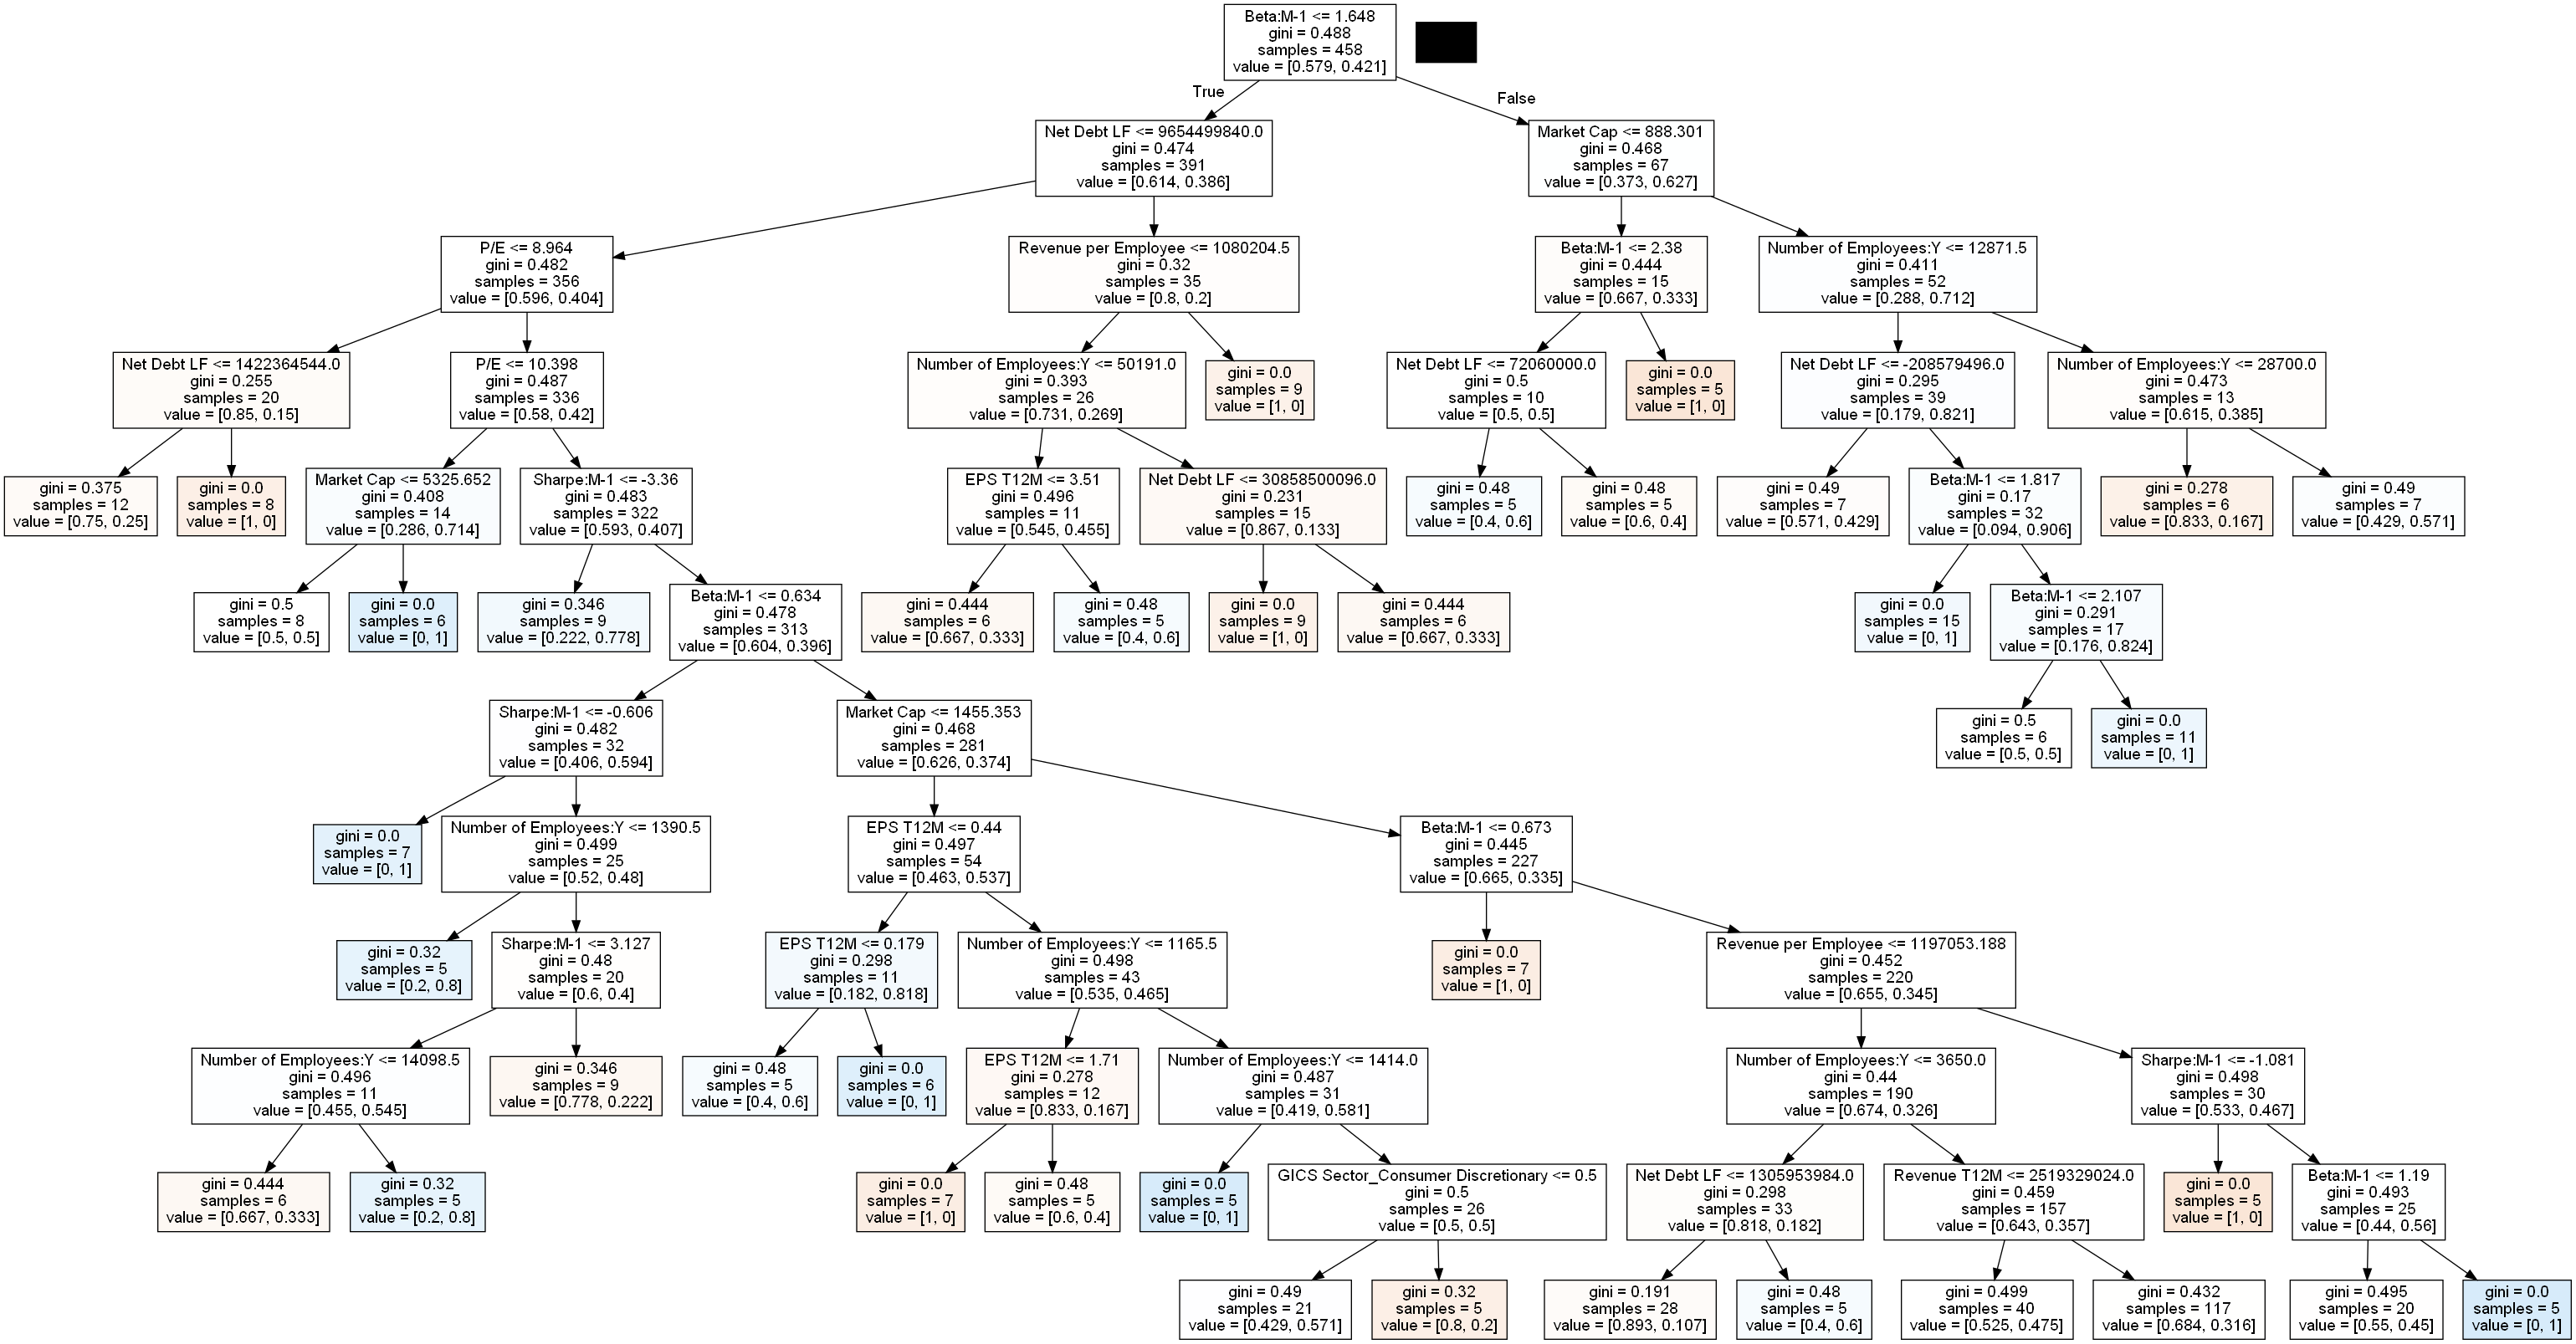 Beta:M-1 <= 1.648
gini = 0.488
samples = 458
value = [0.579, 0.421]
True
False
Net Debt LF <= 9654499840.0
gini = 0.474
samples = 391
value = [0.614, 0.386]
Market Cap <= 888.301
gini = 0.468
samples = 67
value = [0.373, 0.627]
P/E <= 8.964
gini = 0.482
samples = 356
value = [0.596, 0.404]
Revenue per Employee <= 1080204.5
gini = 0.32
samples = 35
value = [0.8, 0.2]
Beta:M-1 <= 2.38
gini = 0.444
samples = 15
value = [0.667, 0.333]
Number of Employees:Y <= 12871.5
gini = 0.411
samples = 52
value = [0.288, 0.712]
Net Debt LF <= 1422364544.0
gini = 0.255
samples = 20
value = [0.85, 0.15]
P/E <= 10.398
gini = 0.487
samples = 336
value = [0.58, 0.42]
Number of Employees:Y <= 50191.0
gini = 0.393
samples = 26
value = [0.731, 0.269]
gini = 0.0
samples = 9
value = [1, 0]
Net Debt LF <= 72060000.0
gini = 0.5
samples = 10
value = [0.5, 0.5]
gini = 0.0
samples = 5
value = [1, 0]
Net Debt LF <= -208579496.0
gini = 0.295
samples = 39
value = [0.179, 0.821]
Number of Employees:Y <= 28700.0
gini = 0.473
samples = 13
value = [0.615, 0.385]
gini = 0.375
samples = 12
value = [0.75, 0.25]
gini = 0.0
samples = 8
value = [1, 0]
Market Cap <= 5325.652
gini = 0.408
samples = 14
value = [0.286, 0.714]
Sharpe:M-1 <= -3.36
gini = 0.483
samples = 322
value = [0.593, 0.407]
EPS T12M <= 3.51
gini = 0.496
samples = 11
value = [0.545, 0.455]
Net Debt LF <= 30858500096.0
gini = 0.231
samples = 15
value = [0.867, 0.133]
gini = 0.48
samples = 5
value = [0.4, 0.6]
gini = 0.48
samples = 5
value = [0.6, 0.4]
gini = 0.49
samples = 7
value = [0.571, 0.429]
Beta:M-1 <= 1.817
gini = 0.17
samples = 32
value = [0.094, 0.906]
gini = 0.278
samples = 6
value = [0.833, 0.167]
gini = 0.49
samples = 7
value = [0.429, 0.571]
gini = 0.5
samples = 8
value = [0.5, 0.5]
gini = 0.0
samples = 6
value = [0, 1]
gini = 0.346
samples = 9
value = [0.222, 0.778]
Beta:M-1 <= 0.634
gini = 0.478
samples = 313
value = [0.604, 0.396]
gini = 0.444
samples = 6
value = [0.667, 0.333]
gini = 0.48
samples = 5
value = [0.4, 0.6]
gini = 0.0
samples = 9
value = [1, 0]
gini = 0.444
samples = 6
value = [0.667, 0.333]
gini = 0.0
samples = 15
value = [0, 1]
Beta:M-1 <= 2.107
gini = 0.291
samples = 17
value = [0.176, 0.824]
Sharpe:M-1 <= -0.606
gini = 0.482
samples = 32
value = [0.406, 0.594]
Market Cap <= 1455.353
gini = 0.468
samples = 281
value = [0.626, 0.374]
gini = 0.5
samples = 6
value = [0.5, 0.5]
gini = 0.0
samples = 11
value = [0, 1]
gini = 0.0
samples = 7
value = [0, 1]
Number of Employees:Y <= 1390.5
gini = 0.499
samples = 25
value = [0.52, 0.48]
EPS T12M <= 0.44
gini = 0.497
samples = 54
value = [0.463, 0.537]
Beta:M-1 <= 0.673
gini = 0.445
samples = 227
value = [0.665, 0.335]
gini = 0.32
samples = 5
value = [0.2, 0.8]
Sharpe:M-1 <= 3.127
gini = 0.48
samples = 20
value = [0.6, 0.4]
EPS T12M <= 0.179
gini = 0.298
samples = 11
value = [0.182, 0.818]
Number of Employees:Y <= 1165.5
gini = 0.498
samples = 43
value = [0.535, 0.465]
gini = 0.0
samples = 7
value = [1, 0]
Revenue per Employee <= 1197053.188
gini = 0.452
samples = 220
value = [0.655, 0.345]
Number of Employees:Y <= 14098.5
gini = 0.496
samples = 11
value = [0.455, 0.545]
gini = 0.346
samples = 9
value = [0.778, 0.222]
gini = 0.48
samples = 5
value = [0.4, 0.6]
gini = 0.0
samples = 6
value = [0, 1]
EPS T12M <= 1.71
gini = 0.278
samples = 12
value = [0.833, 0.167]
Number of Employees:Y <= 1414.0
gini = 0.487
samples = 31
value = [0.419, 0.581]
Number of Employees:Y <= 3650.0
gini = 0.44
samples = 190
value = [0.674, 0.326]
Sharpe:M-1 <= -1.081
gini = 0.498
samples = 30
value = [0.533, 0.467]
gini = 0.444
samples = 6
value = [0.667, 0.333]
gini = 0.32
samples = 5
value = [0.2, 0.8]
gini = 0.0
samples = 7
value = [1, 0]
gini = 0.48
samples = 5
value = [0.6, 0.4]
gini = 0.0
samples = 5
value = [0, 1]
GICS Sector_Consumer Discretionary <= 0.5
gini = 0.5
samples = 26
value = [0.5, 0.5]
Net Debt LF <= 1305953984.0
gini = 0.298
samples = 33
value = [0.818, 0.182]
Revenue T12M <= 2519329024.0
gini = 0.459
samples = 157
value = [0.643, 0.357]
gini = 0.0
samples = 5
value = [1, 0]
Beta:M-1 <= 1.19
gini = 0.493
samples = 25
value = [0.44, 0.56]
gini = 0.49
samples = 21
value = [0.429, 0.571]
gini = 0.32
samples = 5
value = [0.8, 0.2]
gini = 0.191
samples = 28
value = [0.893, 0.107]
gini = 0.48
samples = 5
value = [0.4, 0.6]
gini = 0.499
samples = 40
value = [0.525, 0.475]
gini = 0.432
samples = 117
value = [0.684, 0.316]
gini = 0.495
samples = 20
value = [0.55, 0.45]
gini = 0.0
samples = 5
value = [0, 1]